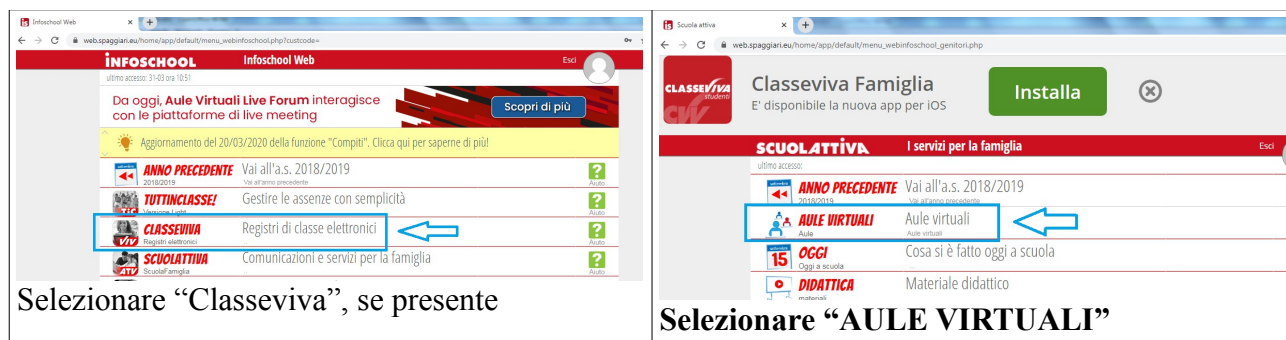 Infoschool Web
web.spaggiari.eu/home/app/default/menu_webinfoschool.php?custcode=
INFOSCHOOL Infoschool Web Esci
ultimo accesso: 31-03 ora 10:51
Da oggi, Aule Virtuali Live Forum interagisce
con le piattaforme di live meeting
Scopri di più
Aggiornamento del 20/03/2020 della funzione "Compiti". Clicca qui per saperne di più!
ANNO PRECEDENTE Vai all'a.s. 2018/2019 ?
2018/2019 Vai all'anno precedente Aiuto
TUTTINCLASSE! Gestire le assenze con semplicità ?
TiC Versione Light Aiuto
CLASSEVIVA Registri di classe elettronici ?
ViV Registri elettronici Aiuto
SCUOLATTIVA Comunicazioni e servizi per la famiglia ?
ATV ScuolaFamiglia Aiuto
Selezionare “Classeviva”, se presente
Scuola attiva
web.spaggiari.eu/home/app/default/menu_webinfoschool_genitori.php
CLASSEVIVA
studenti
Classeviva Famiglia
E' disponibile la nuova app per iOS
Installa
SCUOLATTIVA I servizi per la famiglia Esci
ultimo accesso:
ANNO PRECEDENTE Vai all'a.s. 2018/2019
2018/2019 Vai all'anno precedente
AULE VIRTUALI Aule virtuali
Aule Aule virtuali
15 OGGI Cosa si è fatto oggi a scuola
Oggi a scuola
DIDATTICA Materiale didattico
materiali
Selezionare “AULE VIRTUALI”